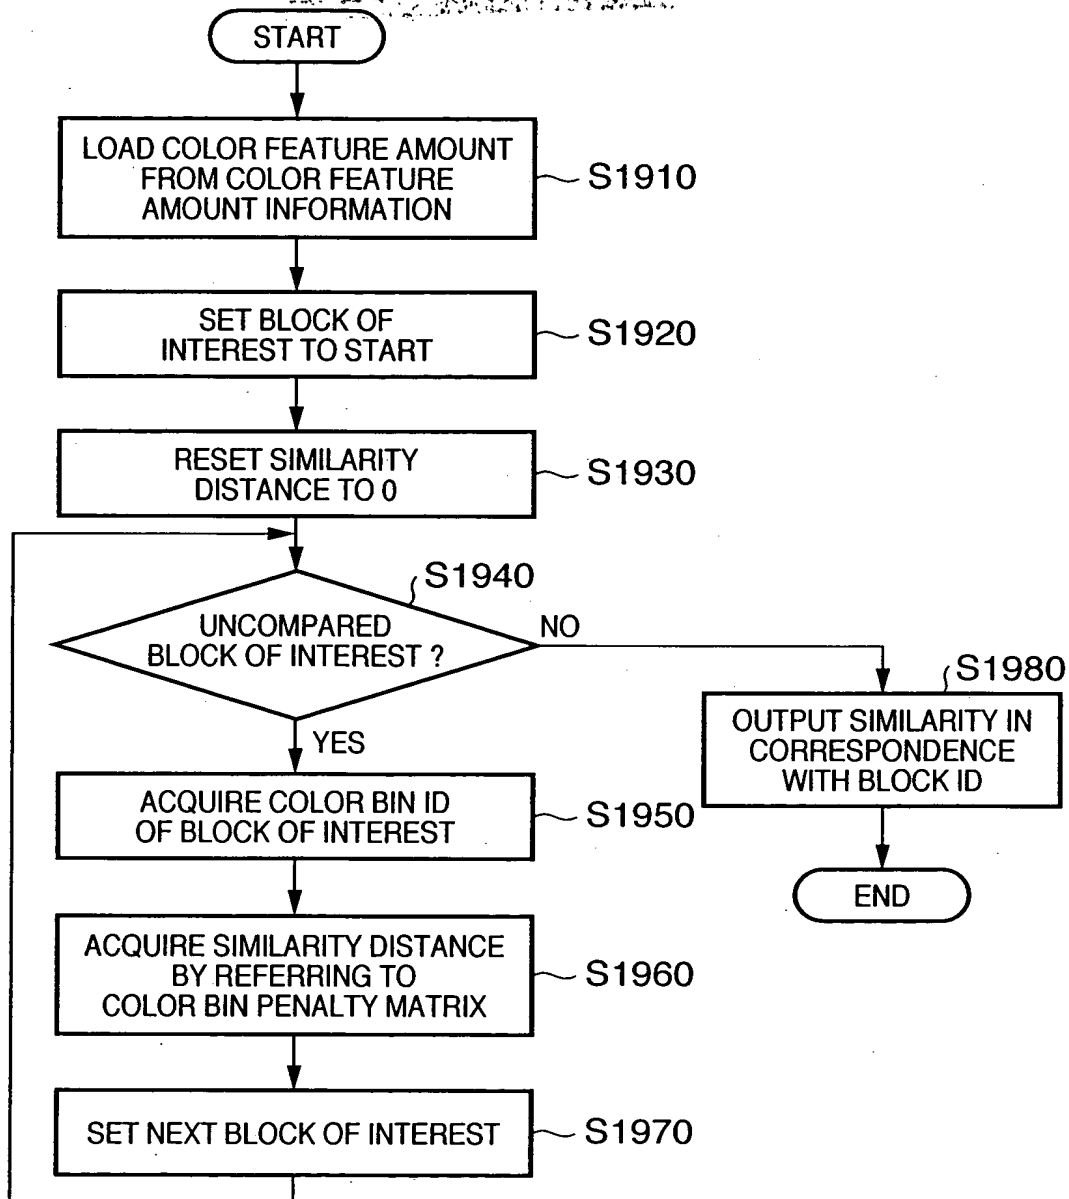 START
LOAD COLOR FEATURE AMOUNT
FROM COLOR FEATURE
AMOUNT INFORMATION
S1910
SET BLOCK OF
INTEREST TO START
S1920
RESET SIMILARITY
DISTANCE TO 0
S1930
S1940
UNCOMPARED
BLOCK OF INTEREST ?
NO
YES
S1980
OUTPUT SIMILARITY IN
CORRESPONDENCE
WITH BLOCK ID
END
ACQUIRE COLOR BIN ID
OF BLOCK OF INTEREST
S1950
ACQUIRE SIMILARITY DISTANCE
BY REFERRING TO
COLOR BIN PENALTY MATRIX
S1960
SET NEXT BLOCK OF INTEREST
S1970